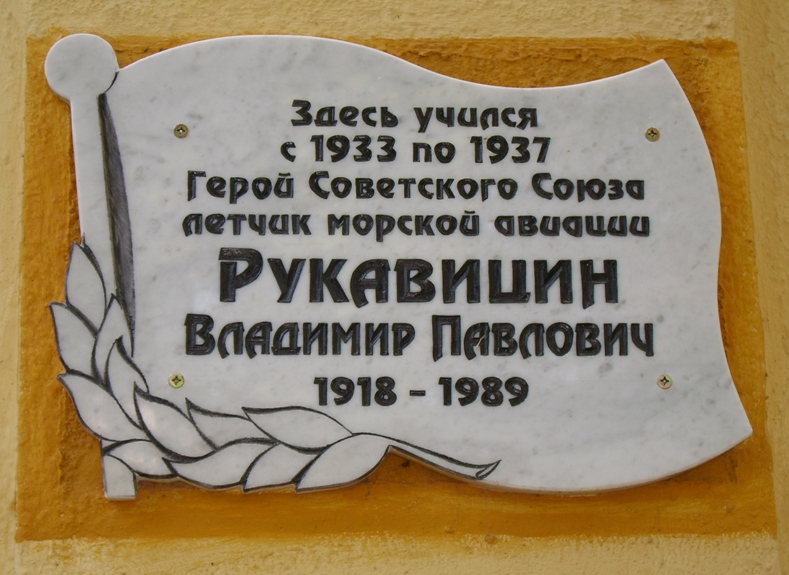 Здесь учился
с 1933 по 1937
Герой Советского Союза
летчик морской авиации
Рукавицин
Владимир Павлович
1918 - 1989